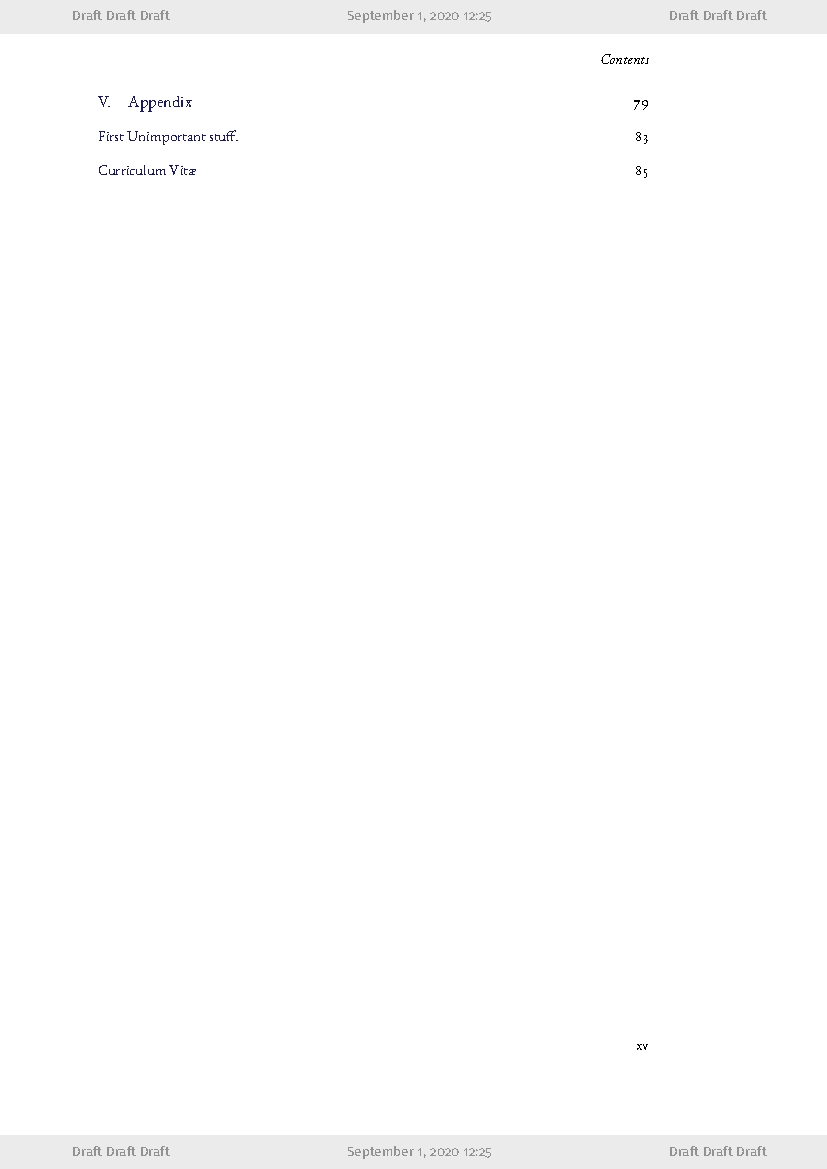 Draft Draft Draft September 1, 2020 12:25 Draft Draft Draft
Contents
V. Appendix 79
First Unimportant stuff. 83
Curriculum Vitæ 85
xv
Draft Draft Draft September 1, 2020 12:25 Draft Draft Draft